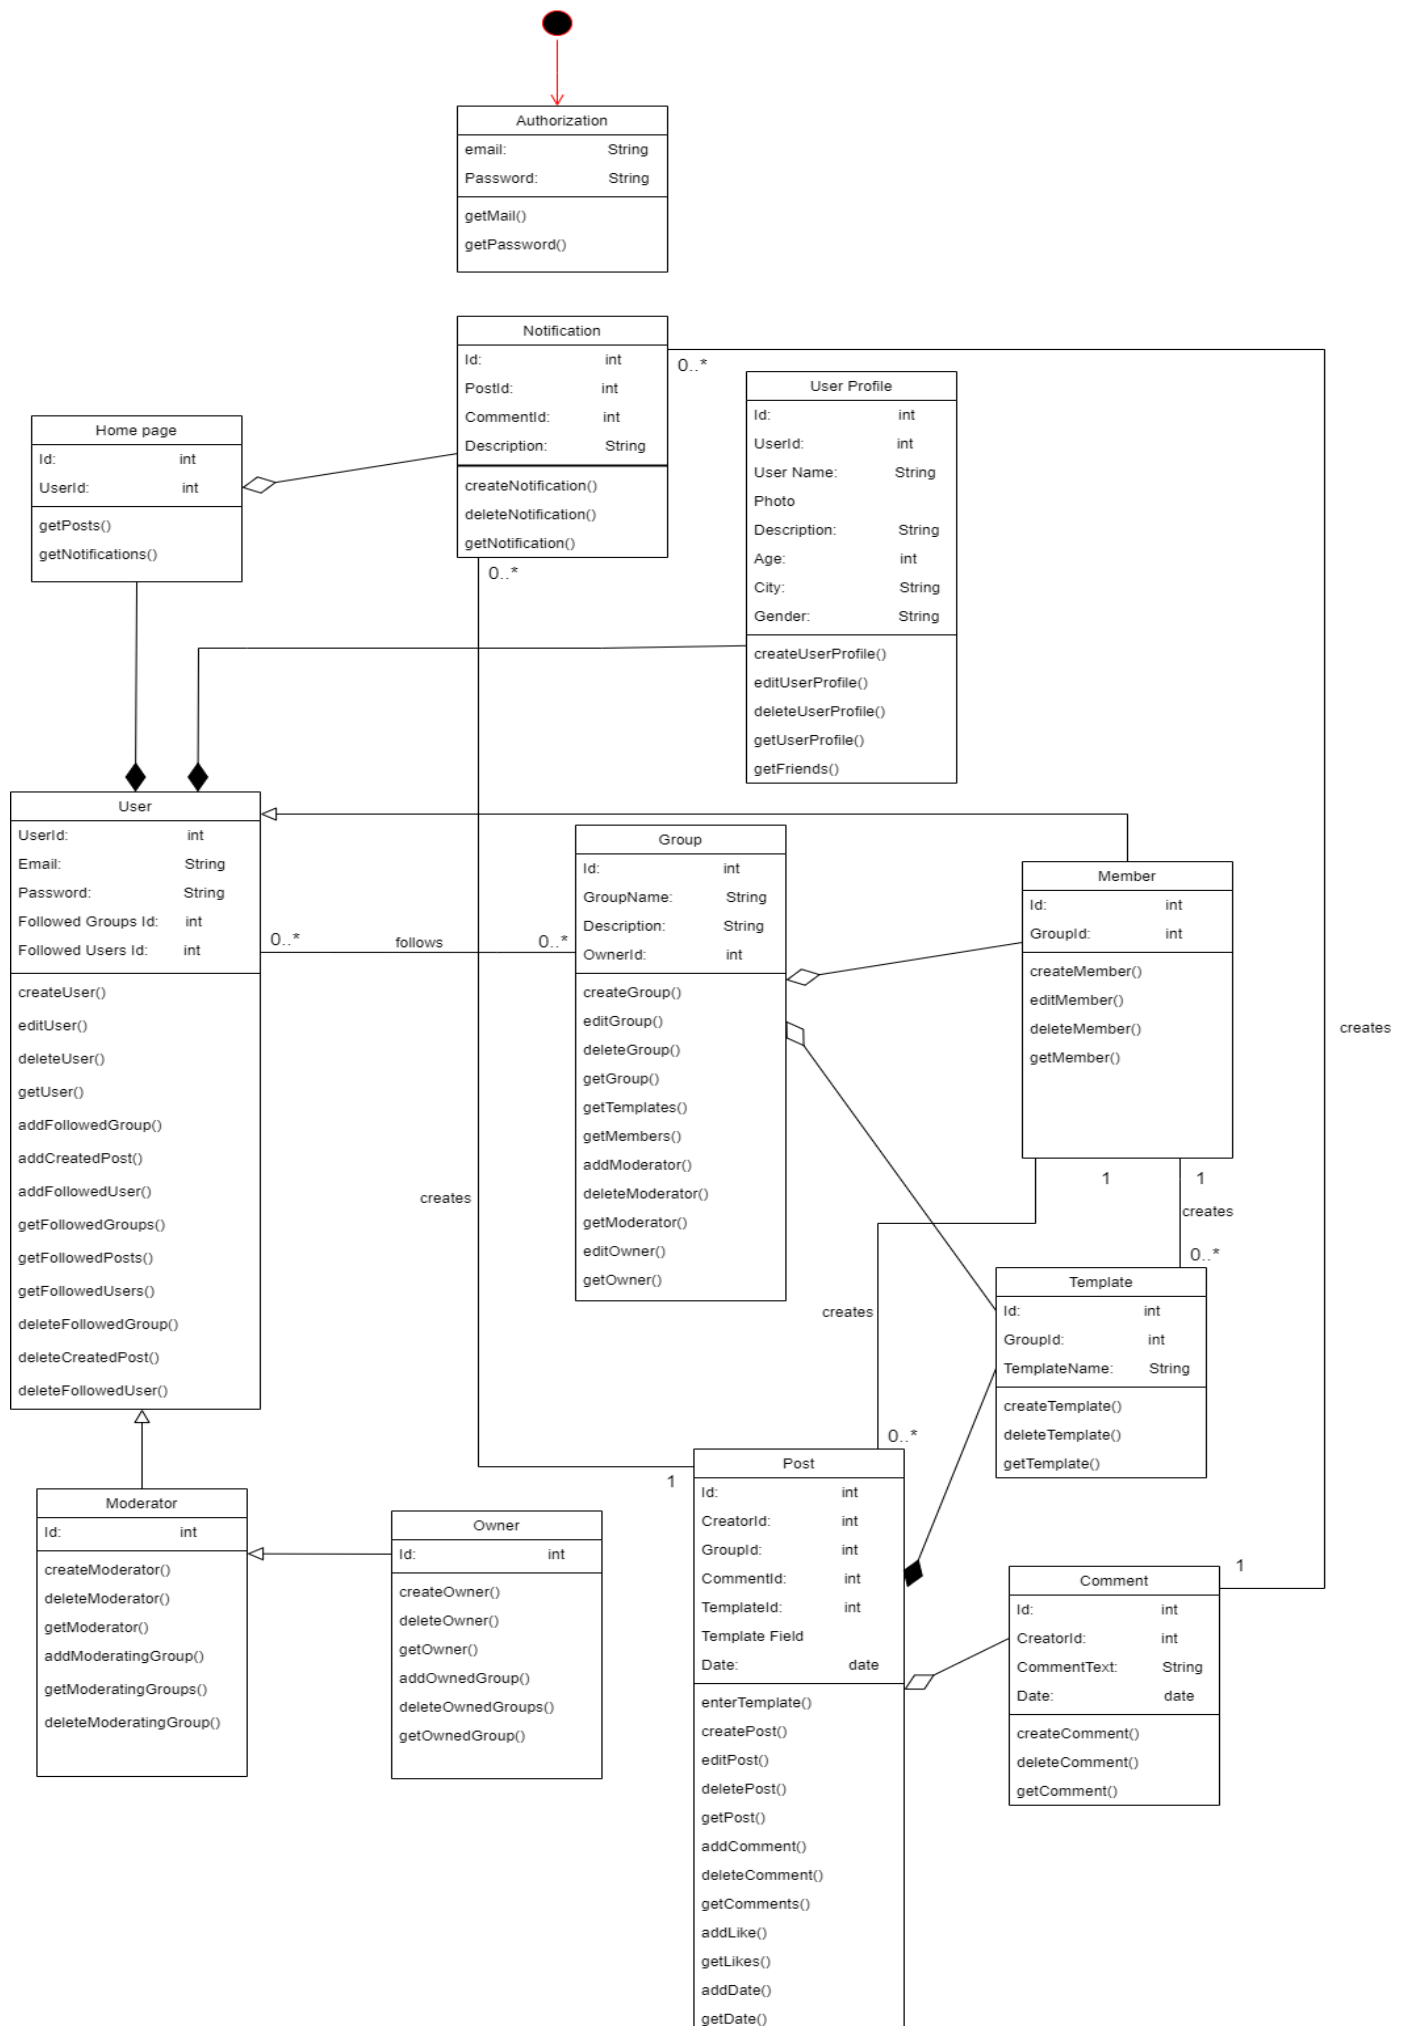 Authorization
email: String
Password: String
getMail()
getPassword()
Notification
Id: int
PostId: int
CommentId: int
Description: String
createNotification()
deleteNotification()
getNotification()
0..*
0..*
User Profile
Id: int
UserId: int
User Name: String
Photo
Description: String
Age: int
City: String
Gender: String
createUserProfile()
editUserProfile()
deleteUserProfile()
getUserProfile()
getFriends()
Home page
Id: int
UserId: int
getPosts()
getNotifications()
User
UserId: int
Email: String
Password: String
Followed Groups Id: int
Followed Users Id: int
createUser()
editUser()
deleteUser()
getUser()
addFollowedGroup()
addCreatedPost()
addFollowedUser()
getFollowedGroups()
getFollowedPosts()
getFollowedUsers()
deleteFollowedGroup()
deleteCreatedPost()
deleteFollowedUser()
0..* follows 0..*
Group
Id: int
GroupName: String
Description: String
OwnerId: int
createGroup()
editGroup()
deleteGroup()
getGroup()
getTemplates()
getMembers()
addModerator()
deleteModerator()
getModerator()
editOwner()
getOwner()
Member
Id: int
GroupId: int
createMember()
editMember()
deleteMember()
getMember()
creates
1 1
creates
creates
0..*
Template
Id: int
GroupId: int
TemplateName: String
createTemplate()
deleteTemplate()
getTemplate()
creates
0..*
1
Moderator
Id: int
createModerator()
deleteModerator()
getModerator()
addModeratingGroup()
getModeratingGroups()
deleteModeratingGroup()
Owner
Id: int
createOwner()
deleteOwner()
getOwner()
addOwnedGroup()
deleteOwnedGroups()
getOwnedGroup()
Post
Id: int
CreatorId: int
GroupId: int
CommentId: int
TemplateId: int
Template Field
Date: date
enterTemplate()
createPost()
editPost()
deletePost()
getPost()
addComment()
deleteComment()
getComments()
addLike()
getLikes()
addDate()
getDate()
1
Comment
Id: int
CreatorId: int
CommentText: String
Date: date
createComment()
deleteComment()
getComment()